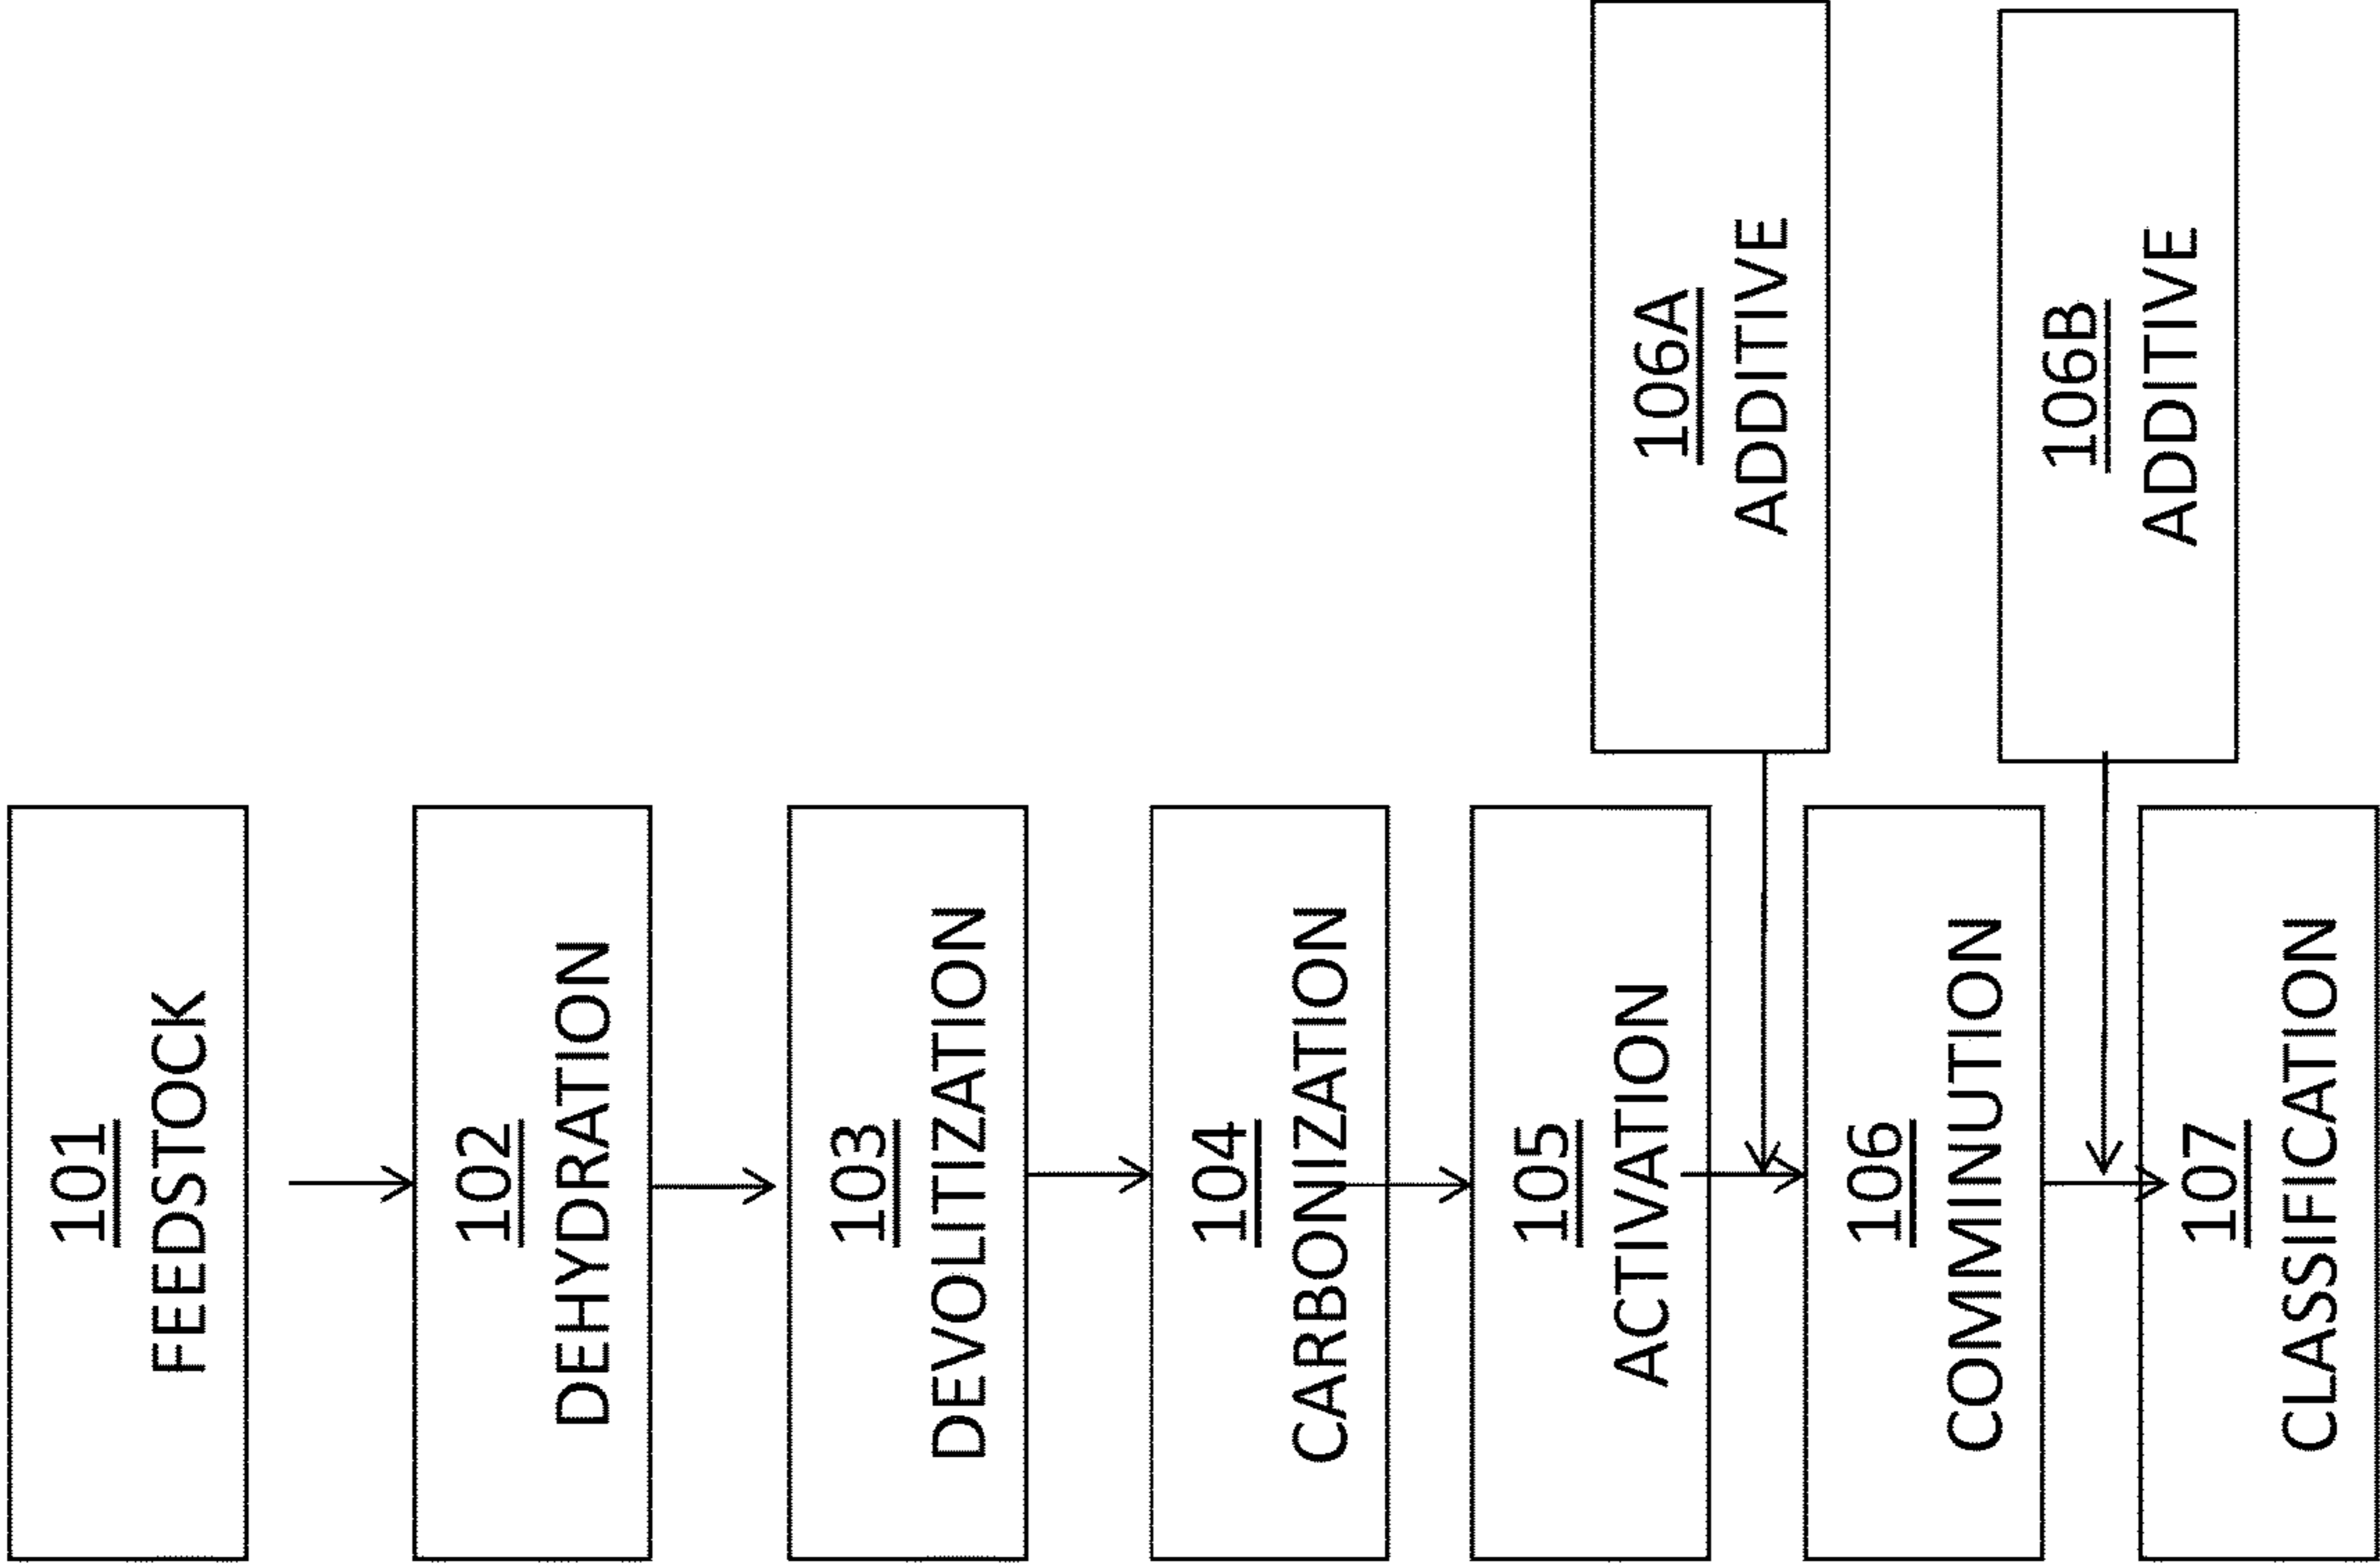 101
FEEDSTOCK
102
DEHYDRATION
103
DEVOLITIZATION
104
CARBONIZATION
105
ACTIVATION
106A
ADDITIVE
106
COMMINUTION
106B
ADDITIVE
107
CLASSIFICATION